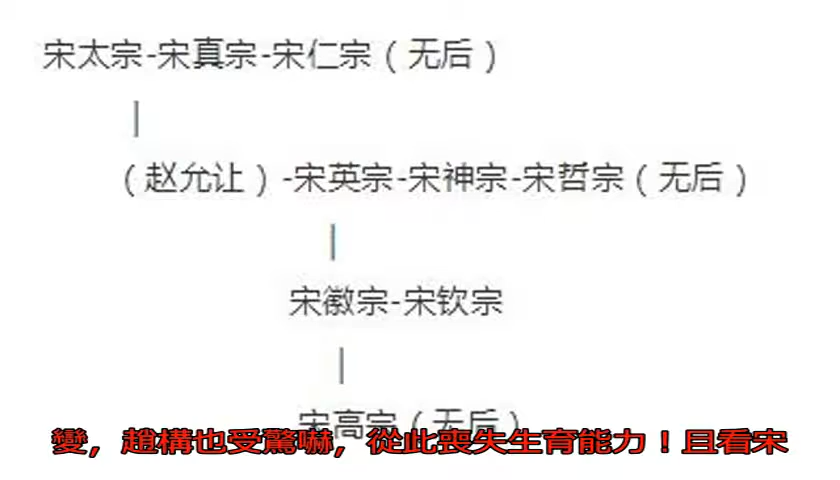 宋太宗-宋真宗-宋仁宗（无后）
|
（赵允让）-宋英宗-宋神宗-宋哲宗（无后）
|
宋徽宗-宋钦宗
|
宋高宗（无后）
變，趙構也受驚嚇，從此喪失生育能力！且看宋